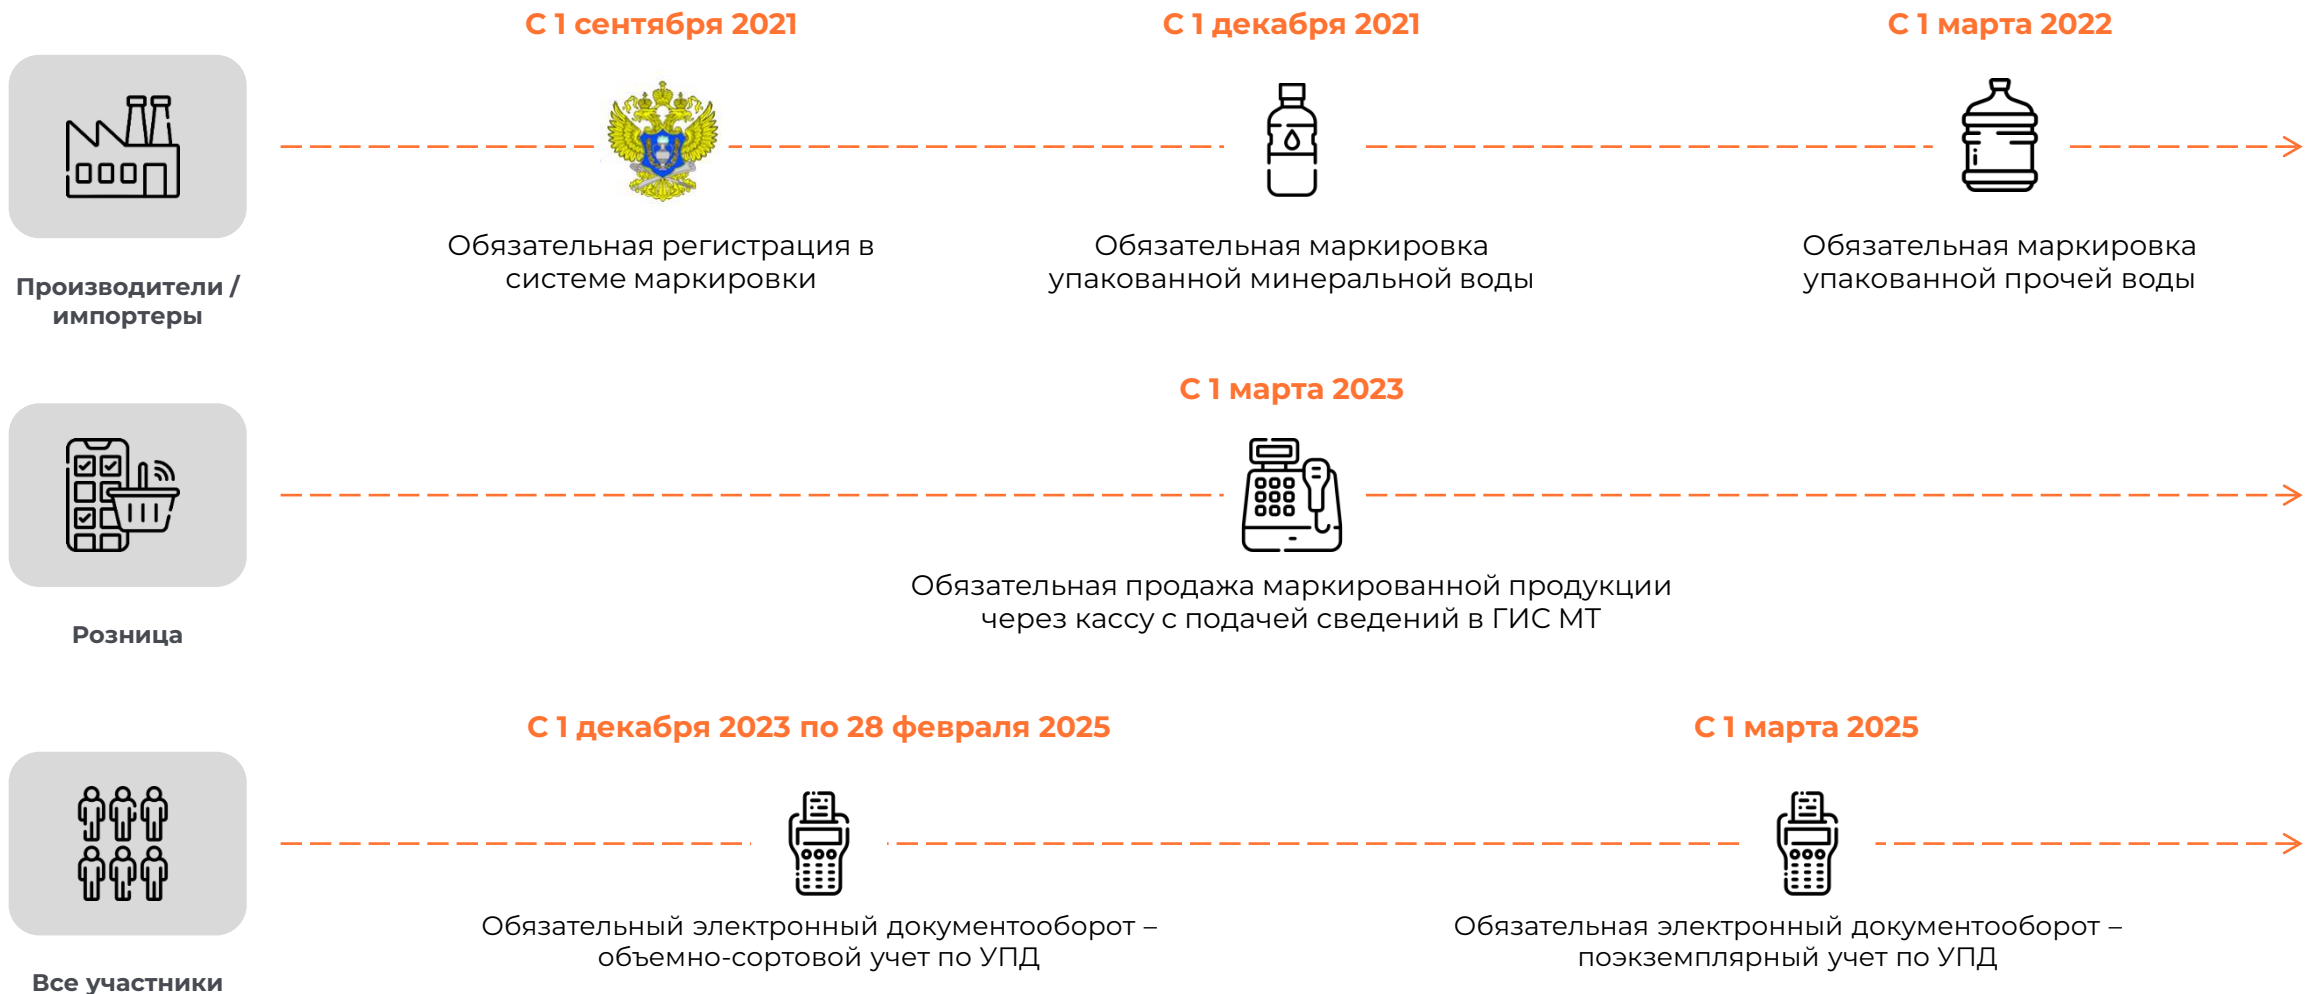 С 1 сентября 2021
С 1 декабря 2021
С 1 марта 2022
Обязательная регистрация в
системе маркировки
Обязательная маркировка
упакованной минеральной воды
Обязательная маркировка
упакованной прочей воды
Производители /
импортеры
С 1 марта 2023
Обязательная продажа маркированной продукции
через кассу с подачей сведений в ГИС МТ
Розница
С 1 декабря 2023 по 28 февраля 2025
С 1 марта 2025
Обязательный электронный документооборот –
объемно-сортовой учет по УПД
Обязательная электронный документооборот –
поэкземплярный учет по УПД
Все участники